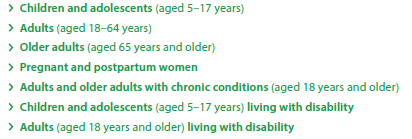 > Children and adolescents (aged 5–17 years)
> Adults (aged 18–64 years)
> Older adults (aged 65 years and older)
> Pregnant and postpartum women
> Adults and older adults with chronic conditions (aged 18 years and older)
> Children and adolescents (aged 5–17 years) living with disability
> Adults (aged 18 years and older) living with disability